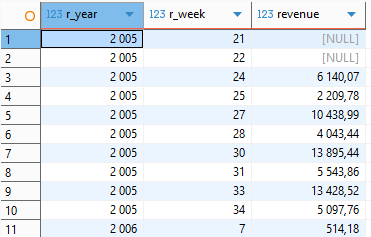 123 r_year 123 r_week 123 revenue
1 2 005 21 [NULL]
2 2 005 22 [NULL]
3 2 005 24 6 140,07
4 2 005 25 2 209,78
5 2 005 27 10 438,99
6 2 005 28 4 043,44
7 2 005 30 13 895,44
8 2 005 31 5 543,86
9 2 005 33 13 428,52
10 2 005 34 5 097,76
11 2 006 7 514,18